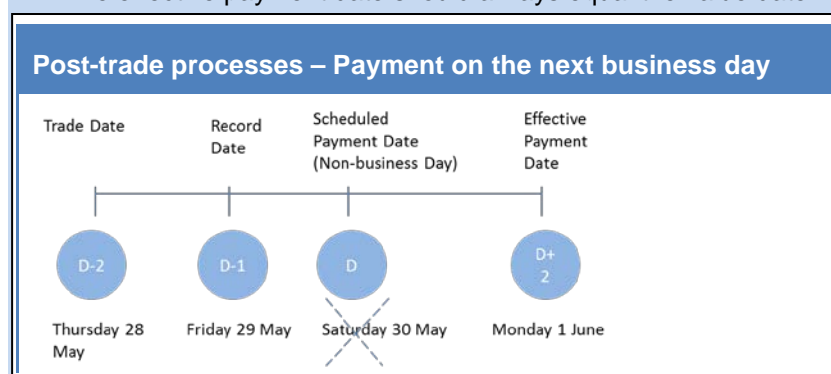 Post-trade processes – Payment on the next business day
Trade Date
Record
Date
Scheduled
Payment Date
(Non-business Day)
Effective
Payment
Date
D-2
D-1
D
D+
2
Thursday 28
May
Friday 29 May
Saturday 30 May
Monday 1 June